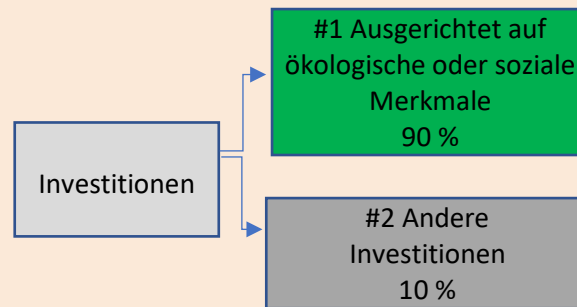 #1 Ausgerichtet auf
ökologische oder soziale
Merkmale
90 %
Investitionen
#2 Andere
Investitionen
10 %